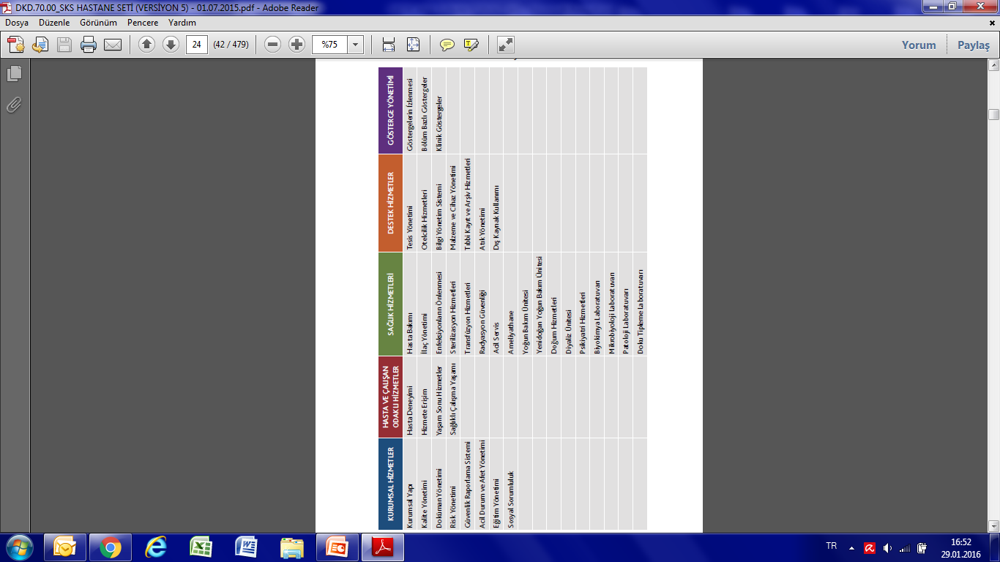 DKD.70.00_SKS HASTANE SETİ (VERSİYON 5) - 01.07.2015.pdf - Adobe Reader
Dosya Düzenle Görünüm Pencere Yardım
24 (42 / 479) %75 Yorum Paylaş
KURUMSAL HİZMETLER
Kurumsal Yapı
Kalite Yönetimi
Doküman Yönetimi
Risk Yönetimi
Güvenlik Raporlama Sistemi
Acil Durum ve Afet Yönetimi
Eğitim Yönetimi
Sosyal Sorumluluk
HASTA VE ÇALIŞAN
ODAKLI HİZMETLER
Hasta Deneyimi
Hizmete Erişim
Yaşam Sonu Hizmetler
Sağlıklı Çalışma Yaşamı
SAĞLIK HİZMETLERİ
Hasta Bakımı
İlaç Yönetimi
Enfeksiyonların Önlenmesi
Sterilizasyon Hizmetleri
Transfüzyon Hizmetleri
Radyasyon Güvenliği
Acil Servis
Ameliyathane
Yoğun Bakım Ünitesi
Yenidoğan Yoğun Bakım Ünitesi
Doğum Hizmetleri
Diyaliz Ünitesi
Psikiyatri Hizmetleri
Biyokimya Laboratuvarı
Mikrobiyoloji Laboratuvarı
Patoloji Laboratuvarı
Doku Tipleme Laboratuvarı
DESTEK HİZMETLER
Tesis Yönetimi
Otelcilik Hizmetleri
Bilgi Yönetim Sistemi
Malzeme ve Cihaz Yönetimi
Tıbbi Kayıt ve Arşiv Hizmetleri
Atık Yönetimi
Dış Kaynak Kullanımı
GÖSTERGE YÖNETİMİ
Göstergelerin İzlenmesi
Bölüm Bazlı Göstergeler
Klinik Göstergeler
TR
16:52
29.01.2016